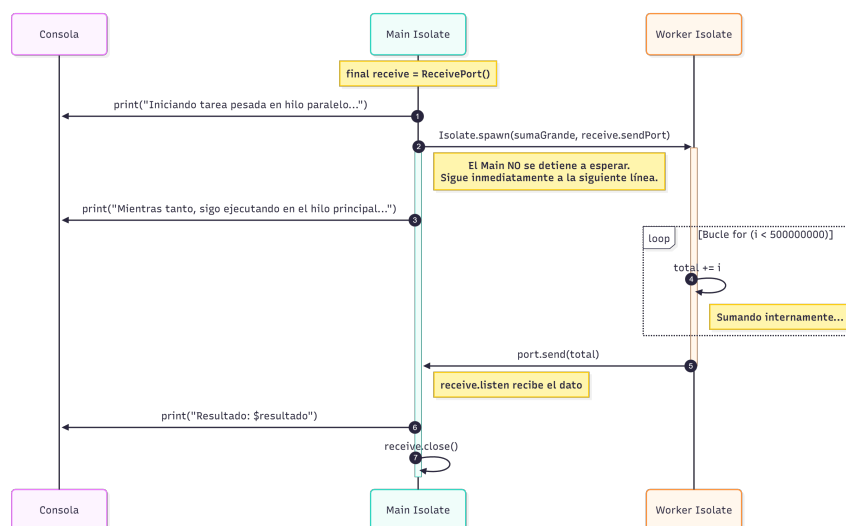 Consola
Main Isolate
Worker Isolate
final receive = ReceivePort()
print("Iniciando tarea pesada en hilo paralelo...")
1
Isolate.spawn(sumaGrande, receive.sendPort)
2
El Main NO se detiene a esperar.
Sigue inmediatamente a la siguiente línea.
print("Mientras tanto, sigo ejecutando en el hilo principal...")
3
loop
[Bucle for (i < 500000000)]
total += i
4
Sumando internamente...
port.send(total)
5
receive.listen recibe el dato
print("Resultado: $resultado")
6
receive.close()
7
Consola
Main Isolate
Worker Isolate